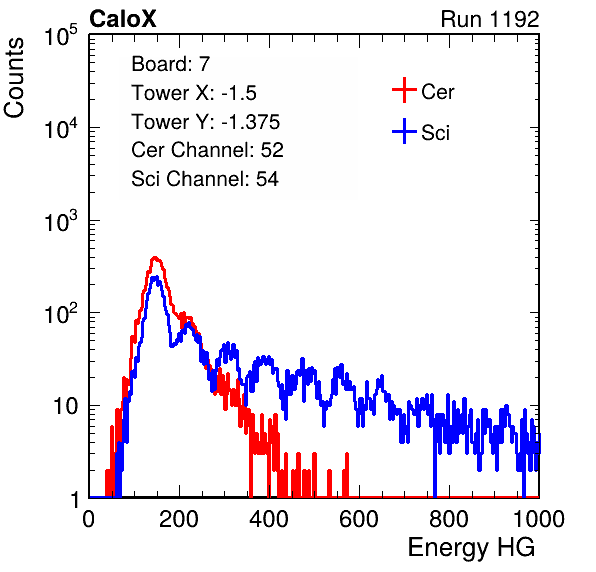 CaloX Run 1192
Counts
Board: 7
Tower X: -1.5
Tower Y: -1.375
Cer Channel: 52
Sci Channel: 54
Cer
Sci
10^5
10^4
10^3
10^2
10
1
0 200 400 600 800 1000
Energy HG